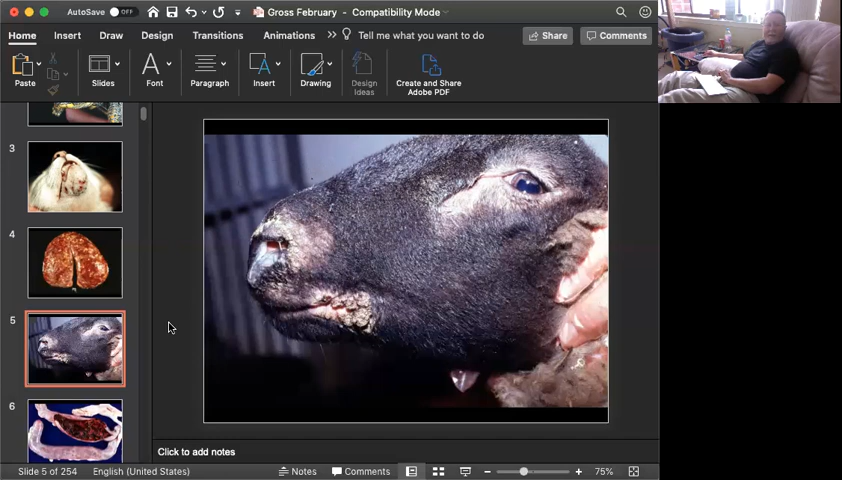 AutoSave OFF
Gross February - Compatibility Mode
Home Insert Draw Design Transitions Animations Tell me what you want to do Share Comments
Paste Slides Font Paragraph Insert Drawing Design Ideas Create and Share Adobe PDF
3
4
5
6
Click to add notes
Slide 5 of 254 English (United States) Notes Comments 75%